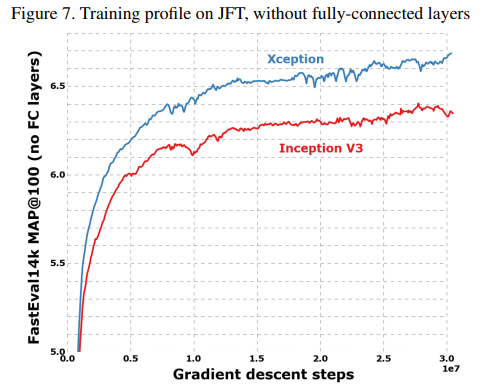 Figure 7. Training profile on JFT, without fully-connected layers
FastEval14k MAP@100 (no FC layers)
6.5
6.0
5.5
5.0
Xception
Inception V3
0.0 0.5 1.0 1.5 2.0 2.5 3.0
1e7
Gradient descent steps